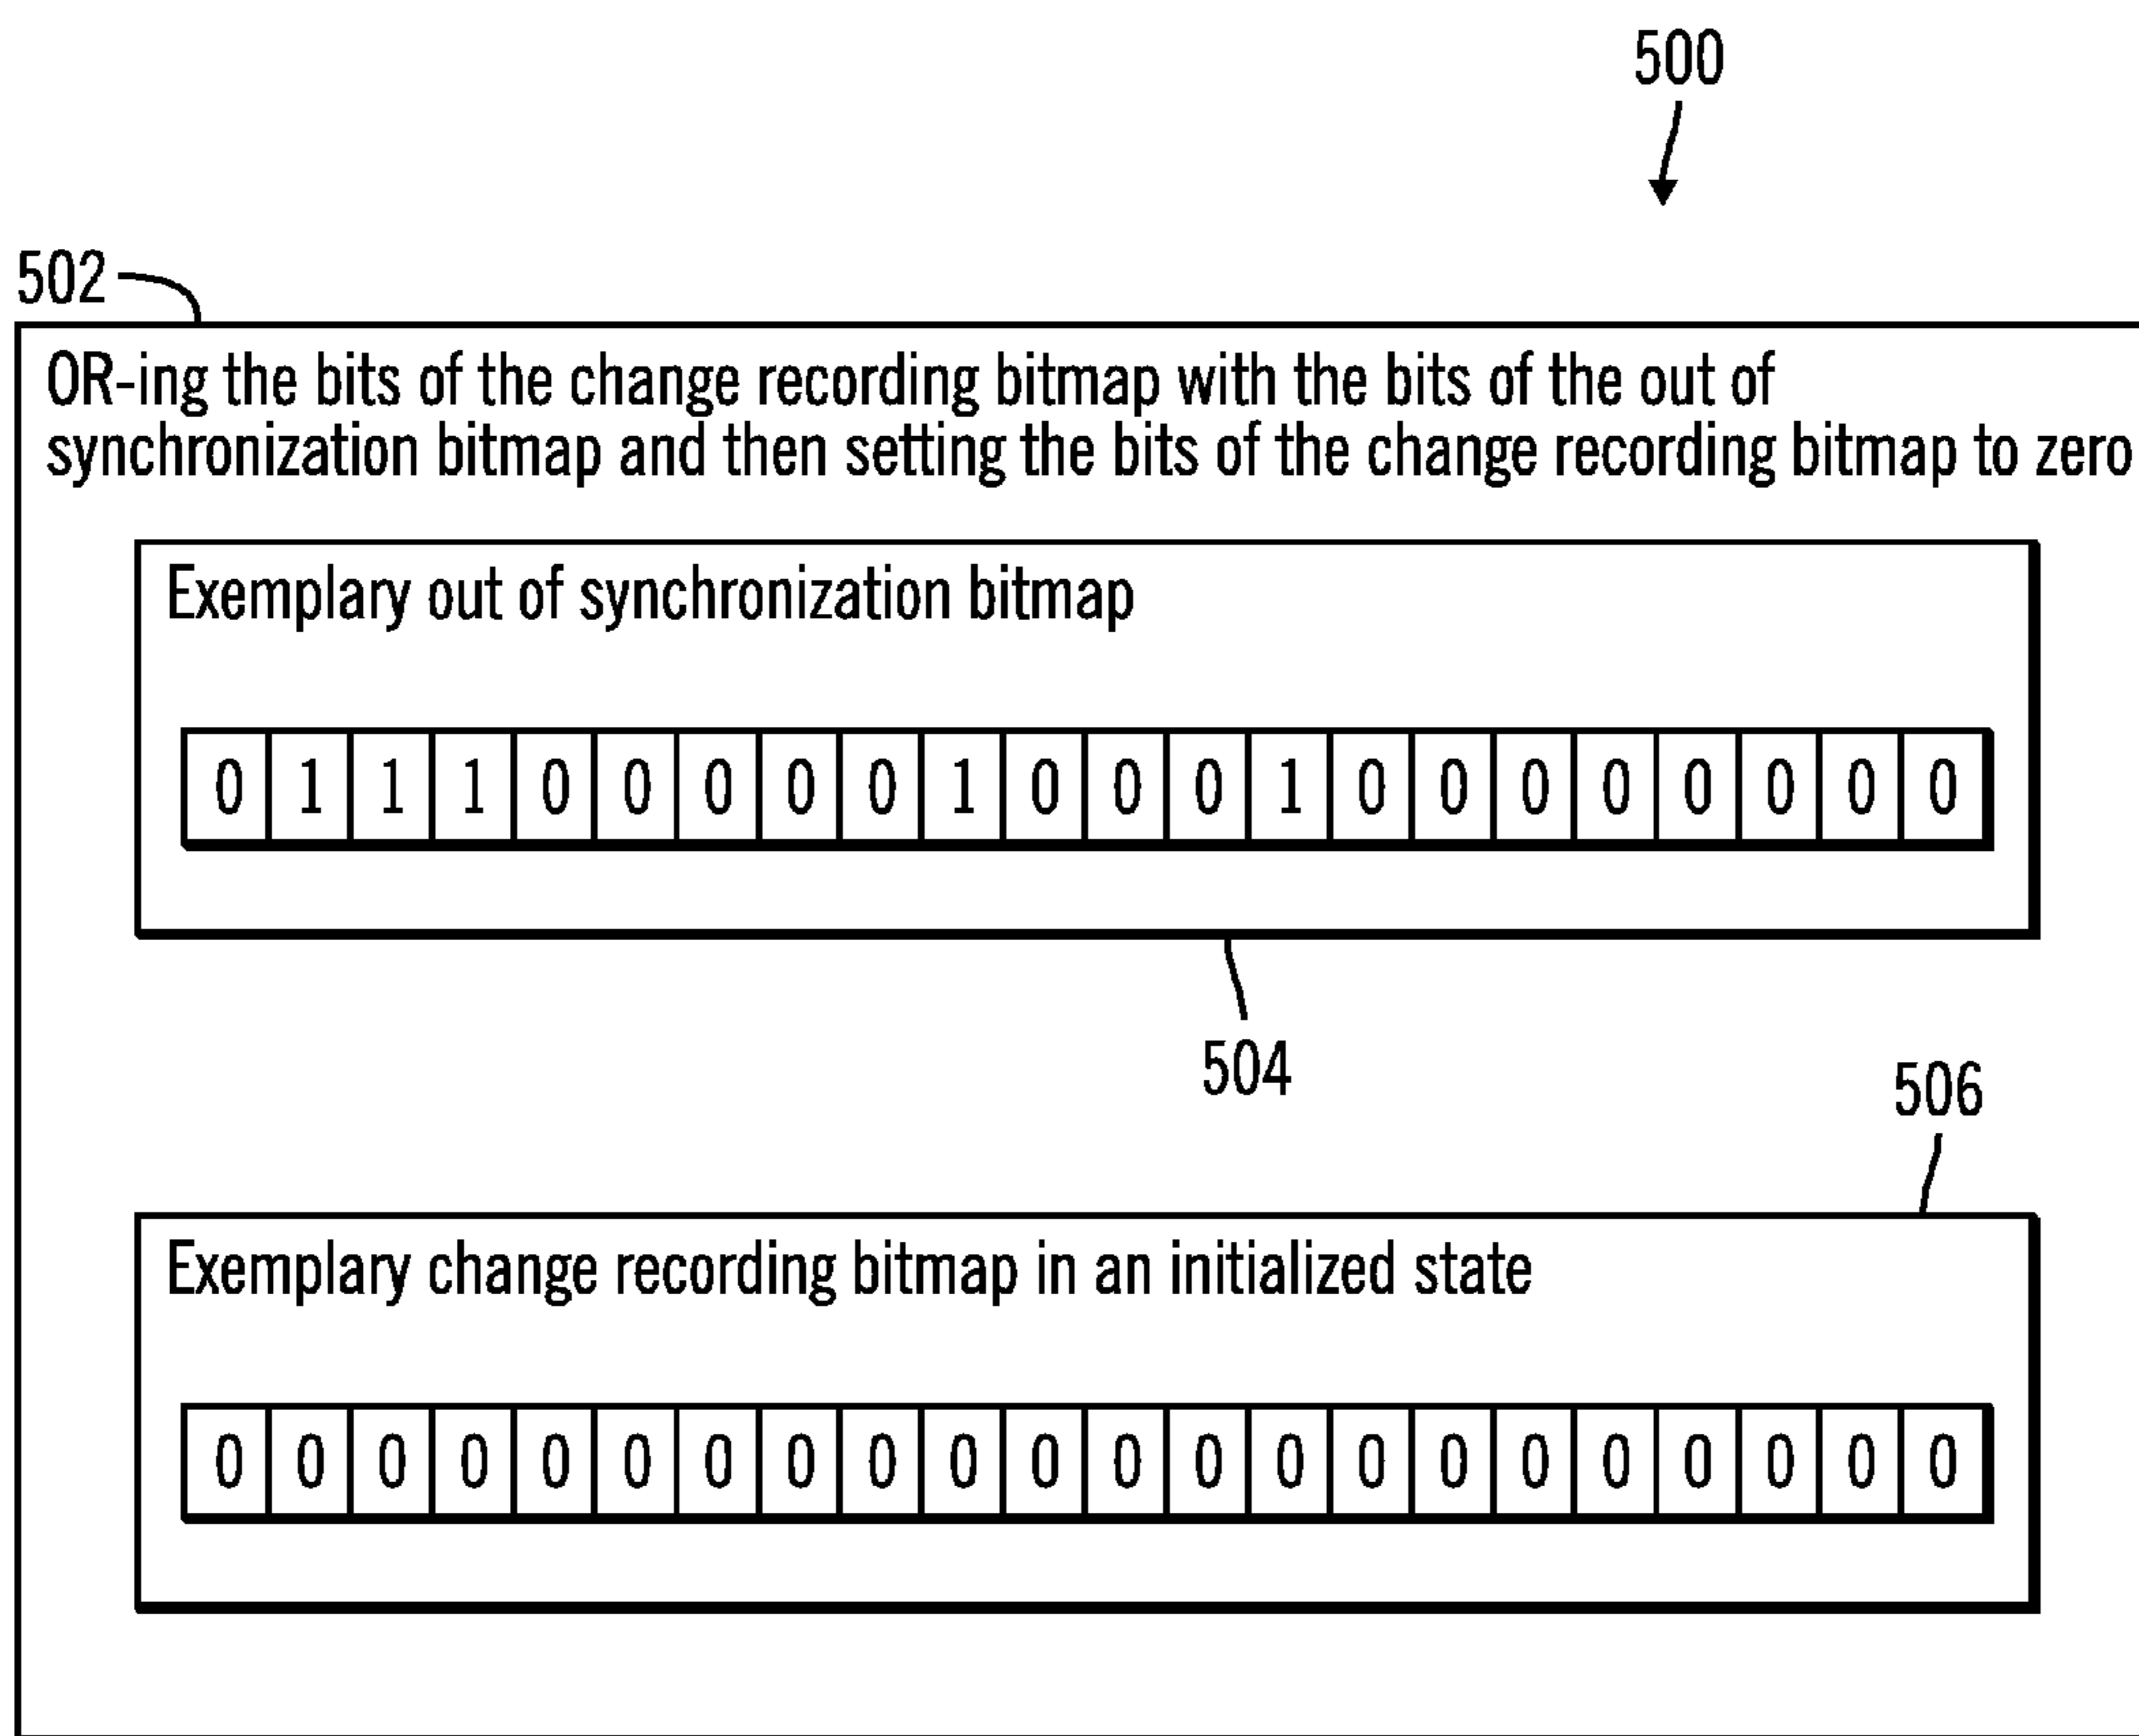 500
502
OR-ing the bits of the change recording bitmap with the bits of the out of
synchronization bitmap and then setting the bits of the change recording bitmap to zero
Exemplary out of synchronization bitmap
0 1 1 1 0 0 0 0 0 1 0 0 0 1 0 0 0 0 0 0 0 0
504
506
Exemplary change recording bitmap in an initialized state
0 0 0 0 0 0 0 0 0 0 0 0 0 0 0 0 0 0 0 0 0 0